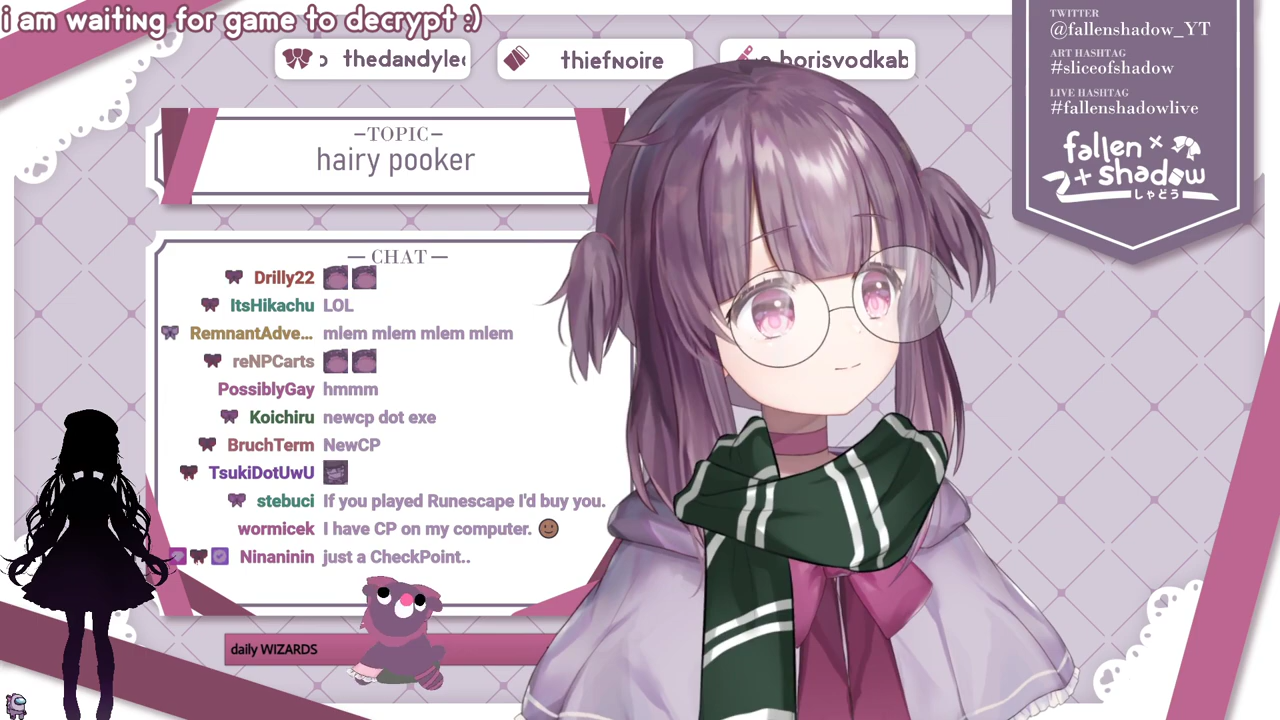 i am waiting for game to decrypt :)
thedandyle
thiefnoire
borisvodkab
TWITTER
@fallenshadow_YT
ART HASHTAG
#sliceofshadow
LIVE HASHTAG
#fallenshadowlive
fallen
shadow
しゃどう
–TOPIC–
hairy pooker
— CHAT —
Drilly22
ItsHikachu LOL
RemnantAdve... mlem mlem mlem mlem
reNPCarts
PossiblyGay hmmm
Koichiru newcp dot exe
BruchTerm NewCP
TsukiDotUwU
stebuci If you played Runescape I'd buy you.
wormicek I have CP on my computer.
Ninaninin just a CheckPoint..
daily WIZARDS